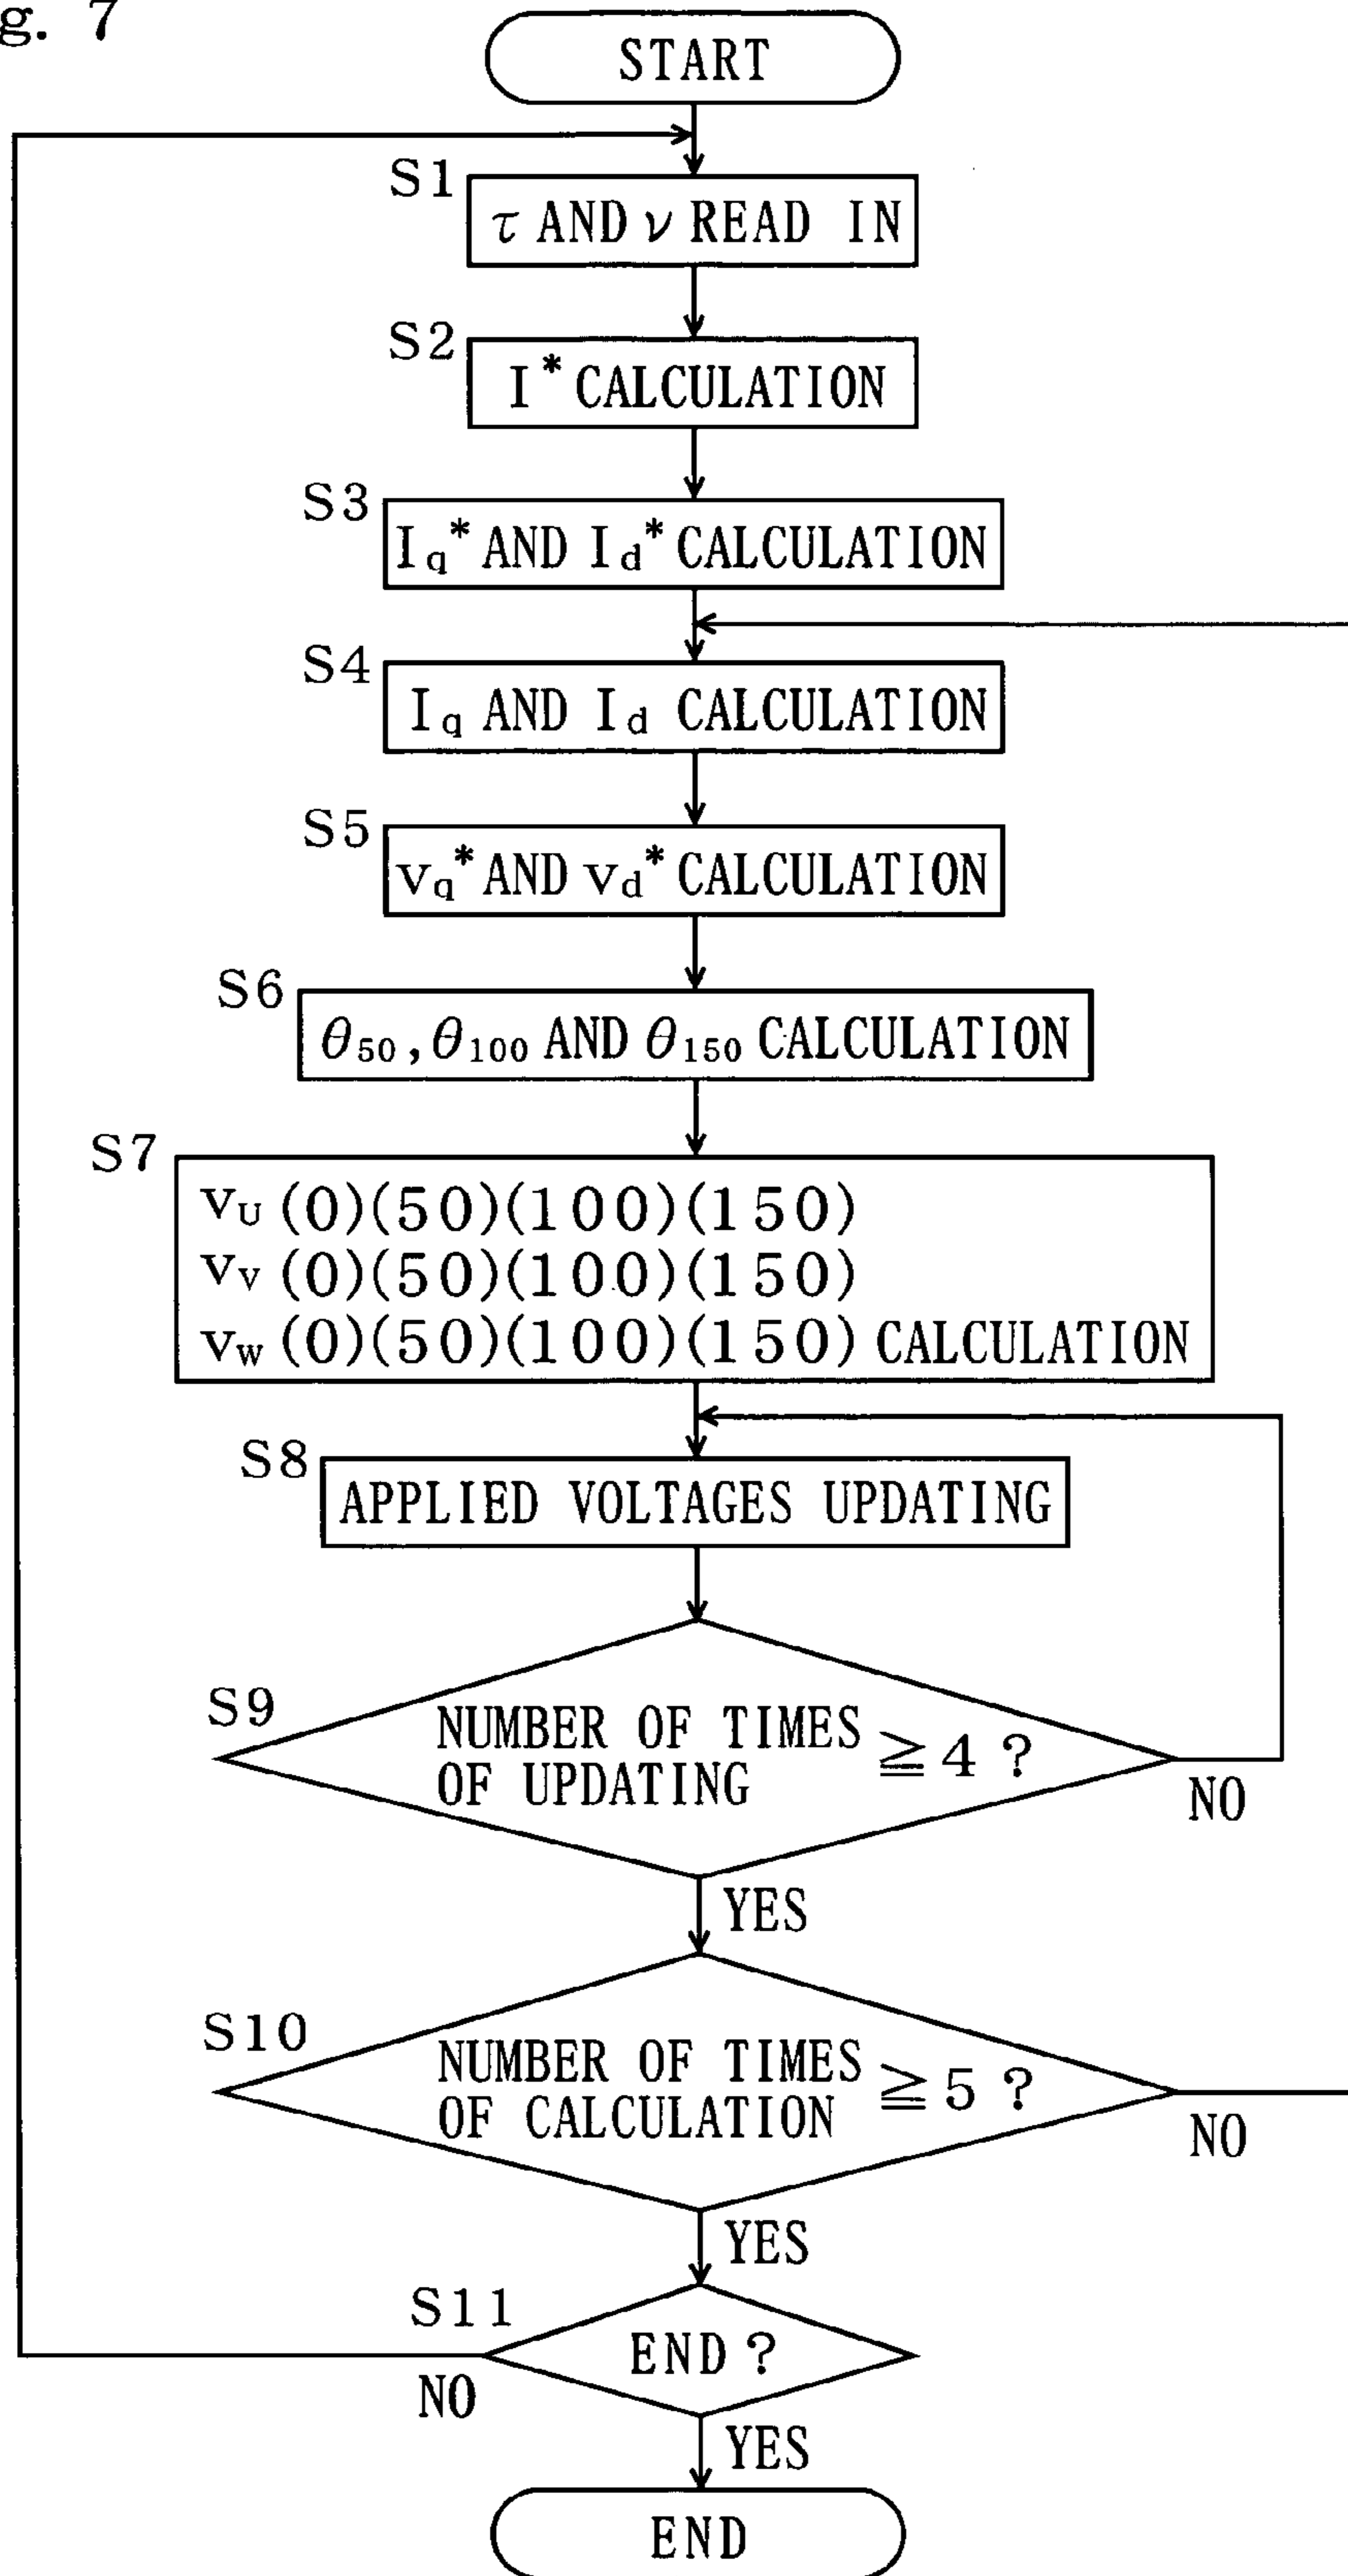 g. 7
START
S1
τ AND ν READ IN
S2
I* CALCULATION
S3
Iq* AND Id* CALCULATION
S4
Iq AND Id CALCULATION
S5
vq* AND vd* CALCULATION
S6
θ50, θ100 AND θ150 CALCULATION
S7
vU (0)(50)(100)(150)
vV (0)(50)(100)(150)
vW (0)(50)(100)(150) CALCULATION
S8
APPLIED VOLTAGES UPDATING
S9
NUMBER OF TIMES
OF UPDATING ≧ 4 ?
NO
YES
S10
NUMBER OF TIMES
OF CALCULATION ≧ 5 ?
NO
YES
S11
END ?
NO
YES
END